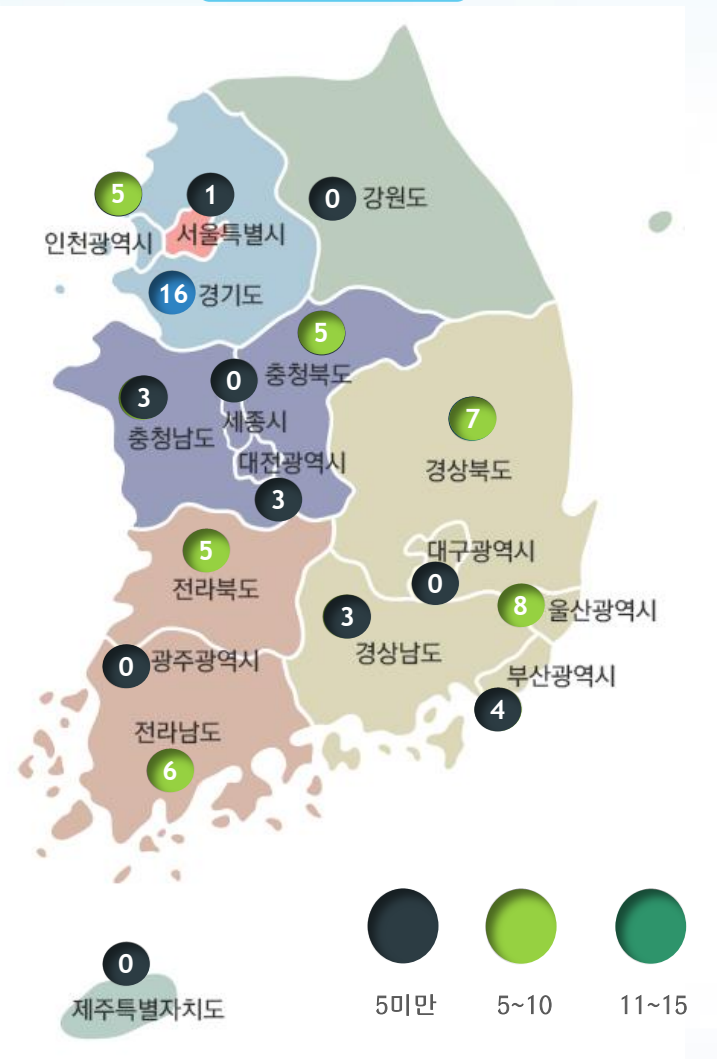 5
1
0 강원도
인천광역시
서울특별시
16 경기도
5
충청북도
0
3
충청남도
세종시
7
대전광역시
경상북도
3
5
전라북도
대구광역시
0
8 울산광역시
3
경상남도
0 광주광역시
부산광역시
4
전라남도
6
0
제주특별자치도
5미만
5~10
11~15